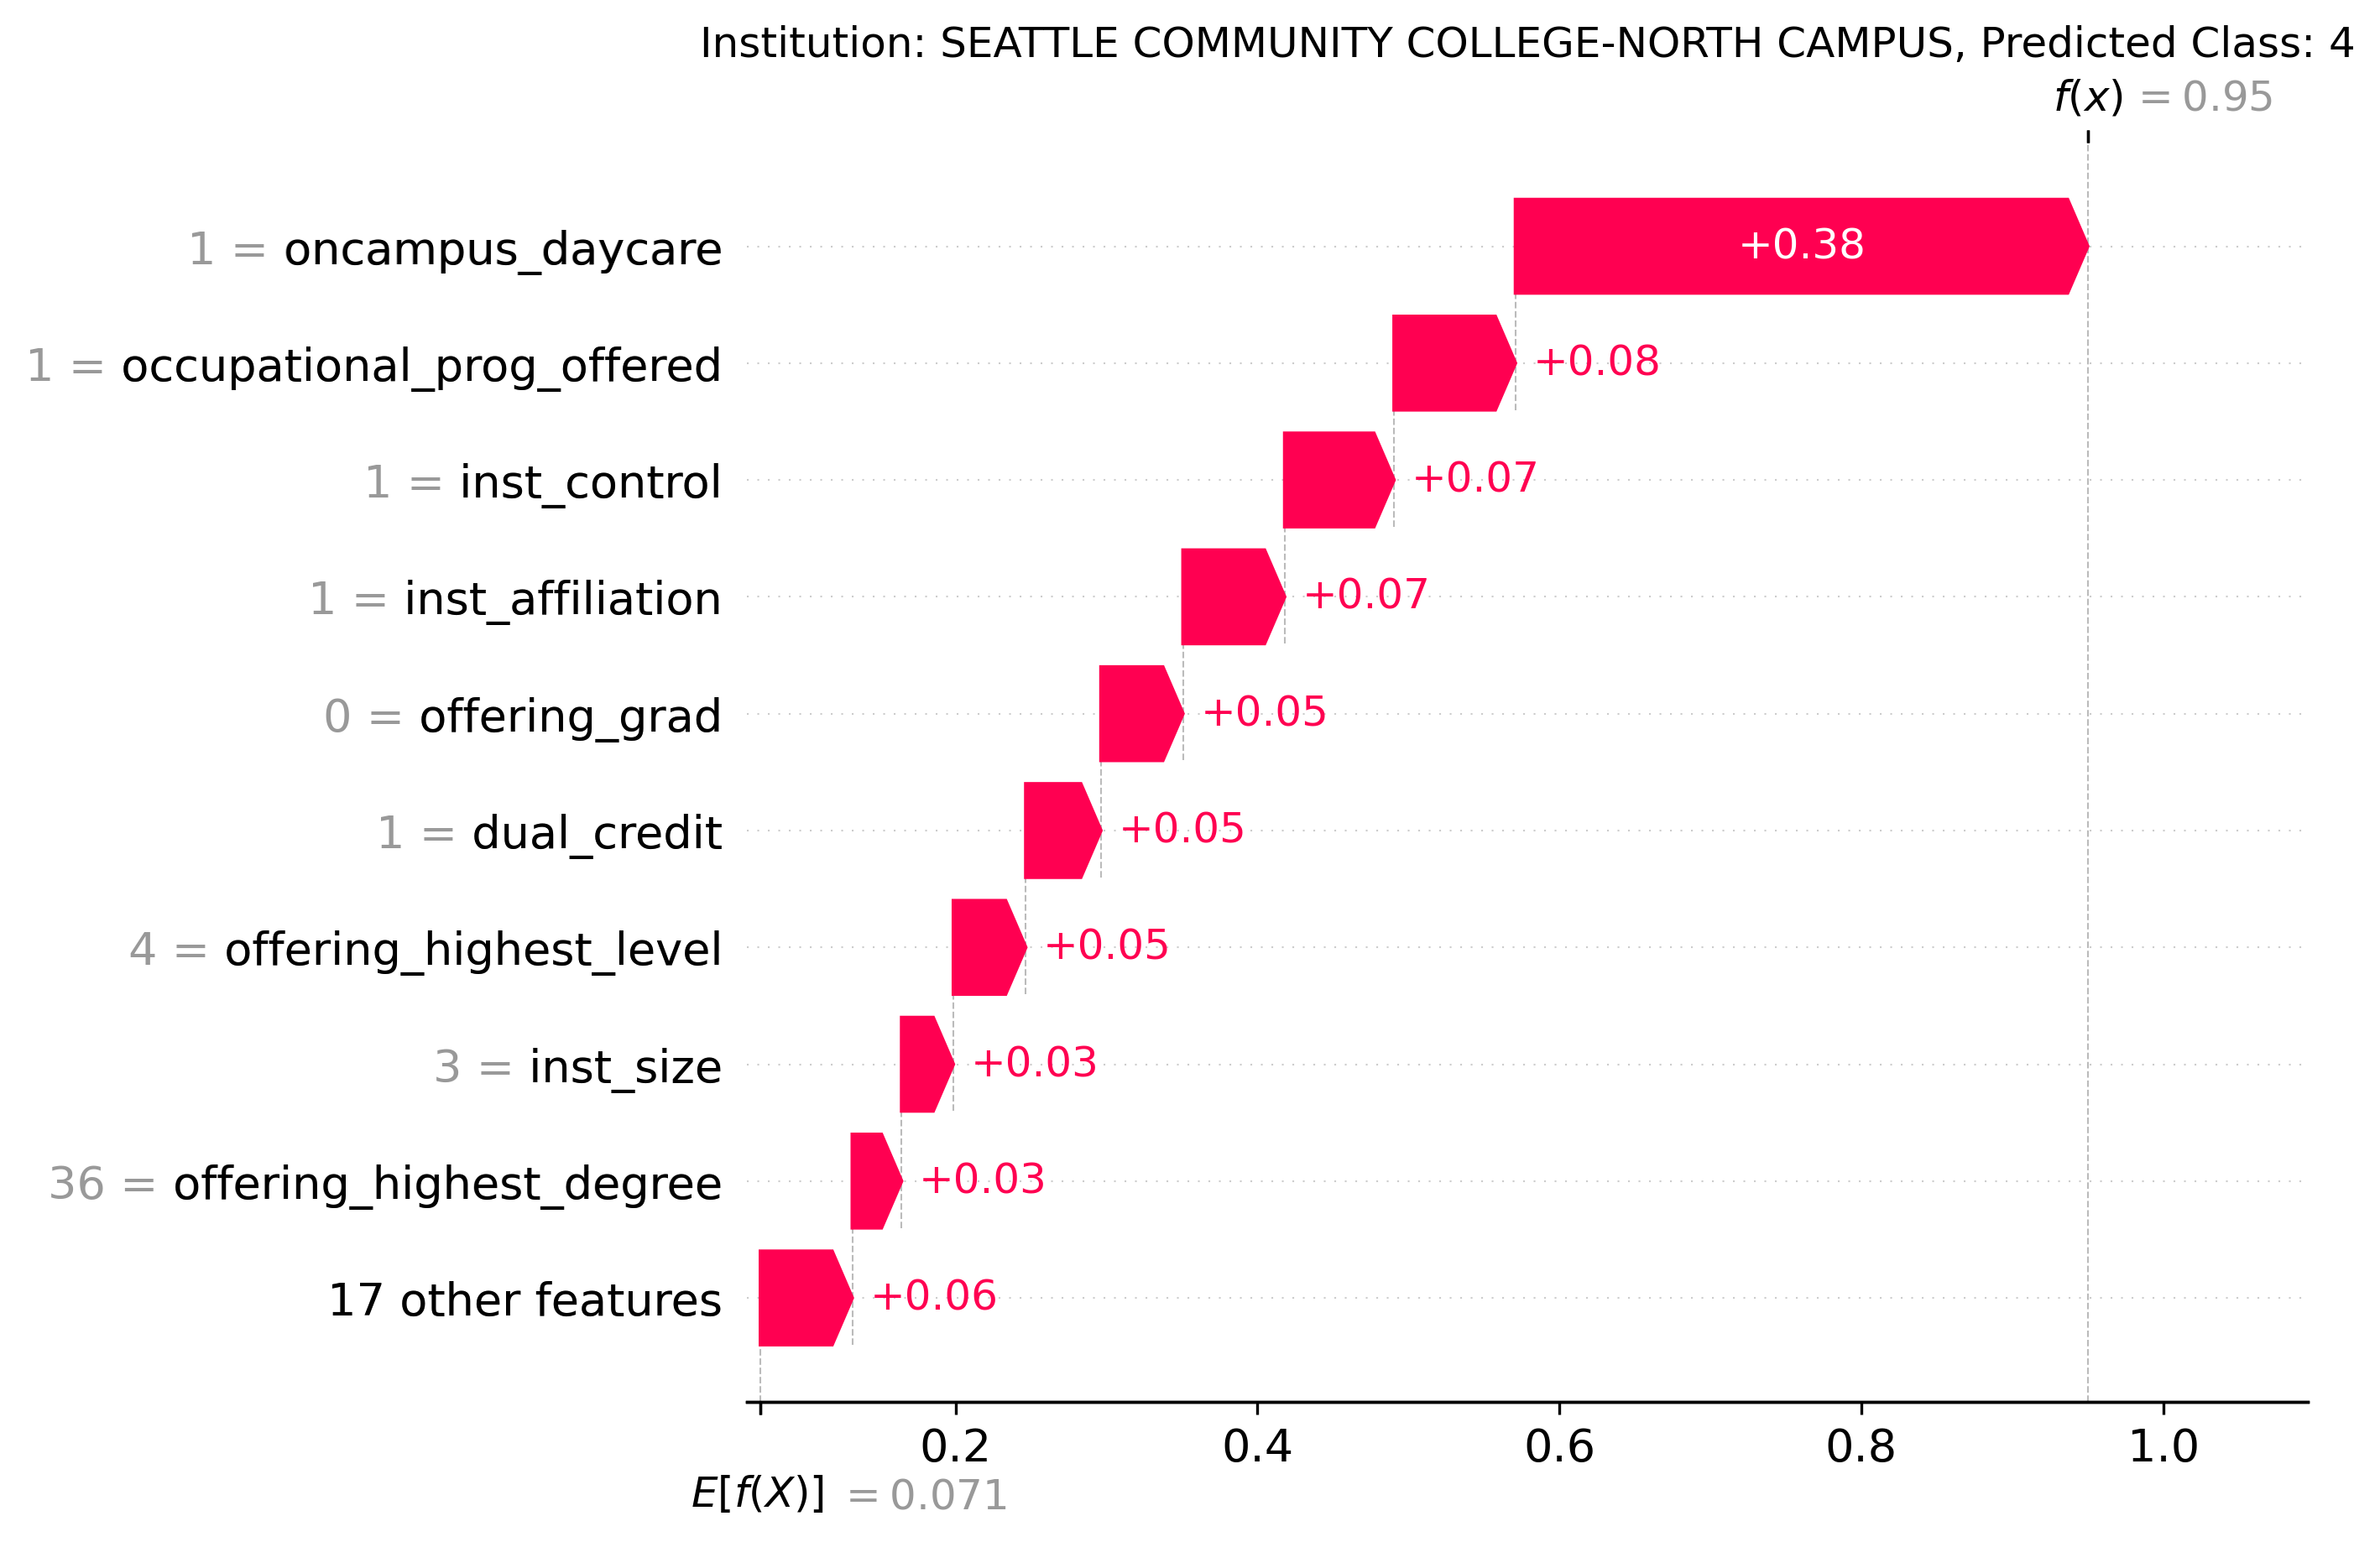 Institution: SEATTLE COMMUNITY COLLEGE-NORTH CAMPUS, Predicted Class: 4
f(x) = 0.95
1 = oncampus_daycare +0.38
1 = occupational_prog_offered +0.08
1 = inst_control +0.07
1 = inst_affiliation +0.07
0 = offering_grad +0.05
1 = dual_credit +0.05
4 = offering_highest_level +0.05
3 = inst_size +0.03
36 = offering_highest_degree +0.03
17 other features +0.06
0.2 0.4 0.6 0.8 1.0
E[f(X)] = 0.071